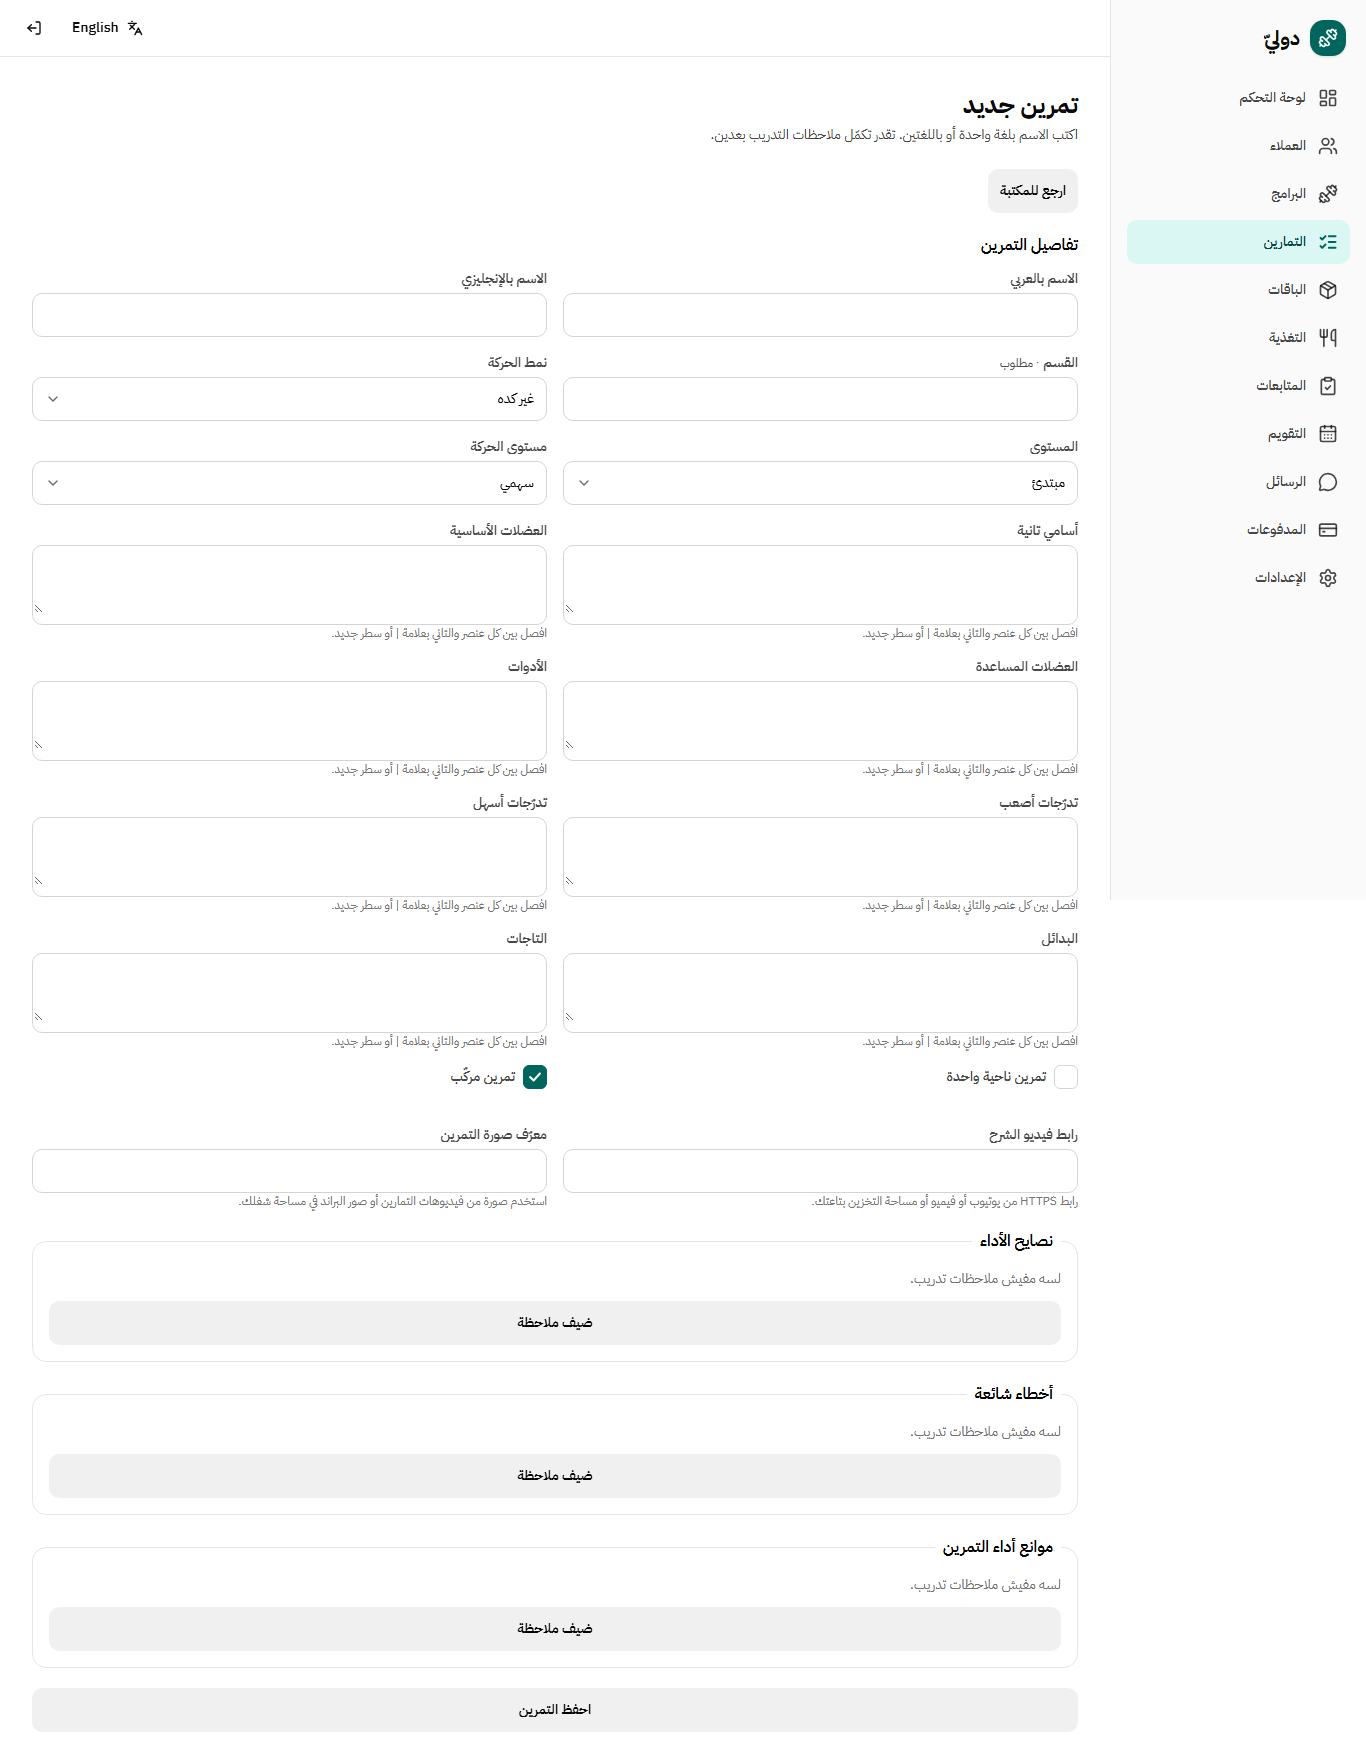 دوليّ
لوحة التحكم
العملاء
البرامج
التمارين
الباقات
التغذية
المتابعات
التقويم
الرسائل
المدفوعات
الإعدادات
English
تمرين جديد
اكتب الاسم بلغة واحدة أو باللغتين. تقدر تكمّل ملاحظات التدريب بعدين.
ارجع للمكتبة
تفاصيل التمرين
الاسم بالعربي
الاسم بالإنجليزي
القسم · مطلوب
نمط الحركة
غير كده
المستوى
مبتدئ
مستوى الحركة
سهمي
أسامي تانية
افصل بين كل عنصر والتاني بعلامة | أو سطر جديد.
العضلات الأساسية
افصل بين كل عنصر والتاني بعلامة | أو سطر جديد.
العضلات المساعدة
افصل بين كل عنصر والتاني بعلامة | أو سطر جديد.
الأدوات
افصل بين كل عنصر والتاني بعلامة | أو سطر جديد.
تدرّجات أصعب
افصل بين كل عنصر والتاني بعلامة | أو سطر جديد.
تدرّجات أسهل
افصل بين كل عنصر والتاني بعلامة | أو سطر جديد.
البدائل
افصل بين كل عنصر والتاني بعلامة | أو سطر جديد.
التاجات
افصل بين كل عنصر والتاني بعلامة | أو سطر جديد.
تمرين ناحية واحدة
تمرين مركّب
رابط فيديو الشرح
رابط HTTPS من يوتيوب أو فيميو أو مساحة التخزين بتاعتك.
معرّف صورة التمرين
استخدم صورة من فيديوهات التمارين أو صور البراند في مساحة شغلك.
نصايح الأداء
لسه مفيش ملاحظات تدريب.
ضيف ملاحظة
أخطاء شائعة
لسه مفيش ملاحظات تدريب.
ضيف ملاحظة
موانع أداء التمرين
لسه مفيش ملاحظات تدريب.
ضيف ملاحظة
احفظ التمرين